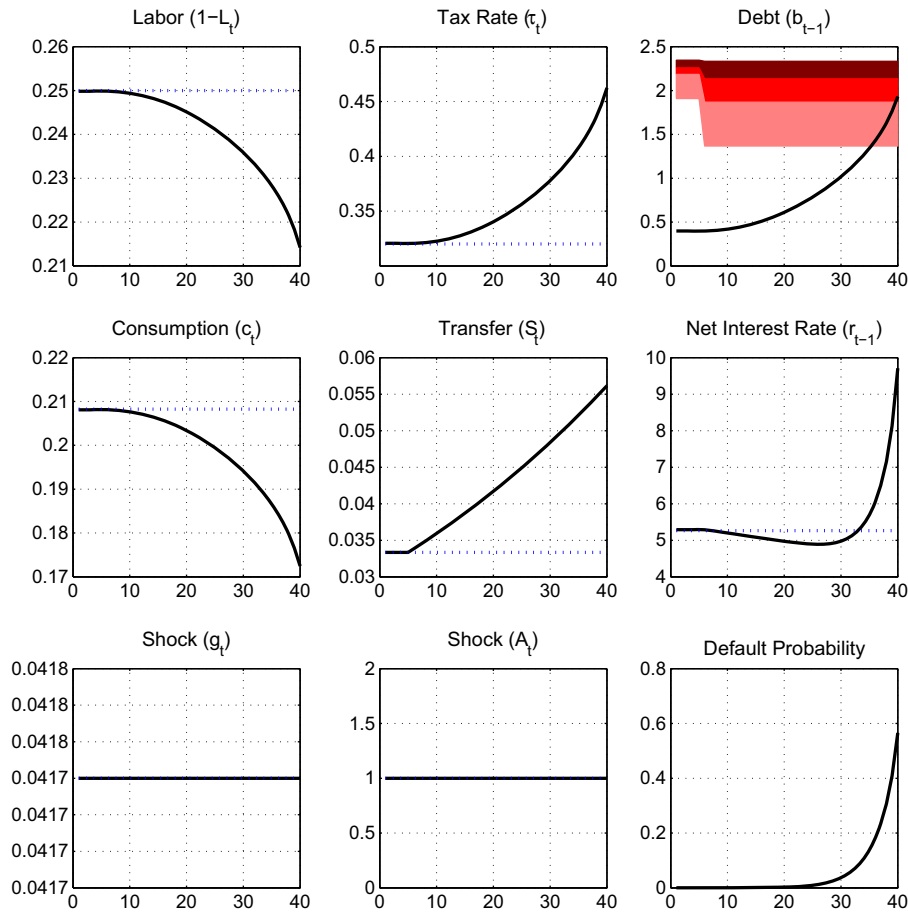 Labor (1−L_t)
0.26
0.25
0.24
0.23
0.22
0.21
0 10 20 30 40
Tax Rate (τ_t)
0.5
0.45
0.4
0.35
0 10 20 30 40
Debt (b_{t−1})
2.5
2
1.5
1
0.5
0
0 10 20 30 40
Consumption (c_t)
0.22
0.21
0.2
0.19
0.18
0.17
0 10 20 30 40
Transfer (S_t)
0.06
0.055
0.05
0.045
0.04
0.035
0.03
0 10 20 30 40
Net Interest Rate (r_{t−1})
10
9
8
7
6
5
4
0 10 20 30 40
Shock (g_t)
0.0418
0.0418
0.0418
0.0417
0.0417
0.0417
0.0417
0 10 20 30 40
Shock (A_t)
2
1.5
1
0.5
0
0 10 20 30 40
Default Probability
0.8
0.6
0.4
0.2
0
0 10 20 30 40